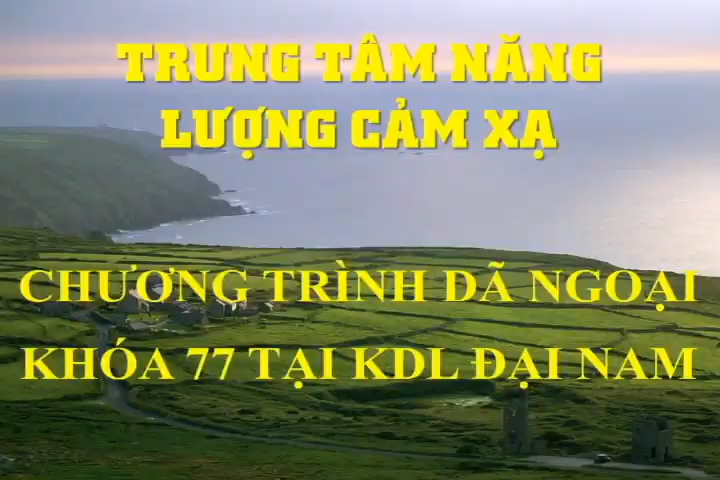 TRUNG TÂM NĂNG
LƯỢNG CẢM XẠ
CHƯƠNG TRÌNH DÃ NGOẠI
KHÓA 77 TẠI KDL ĐẠI NAM